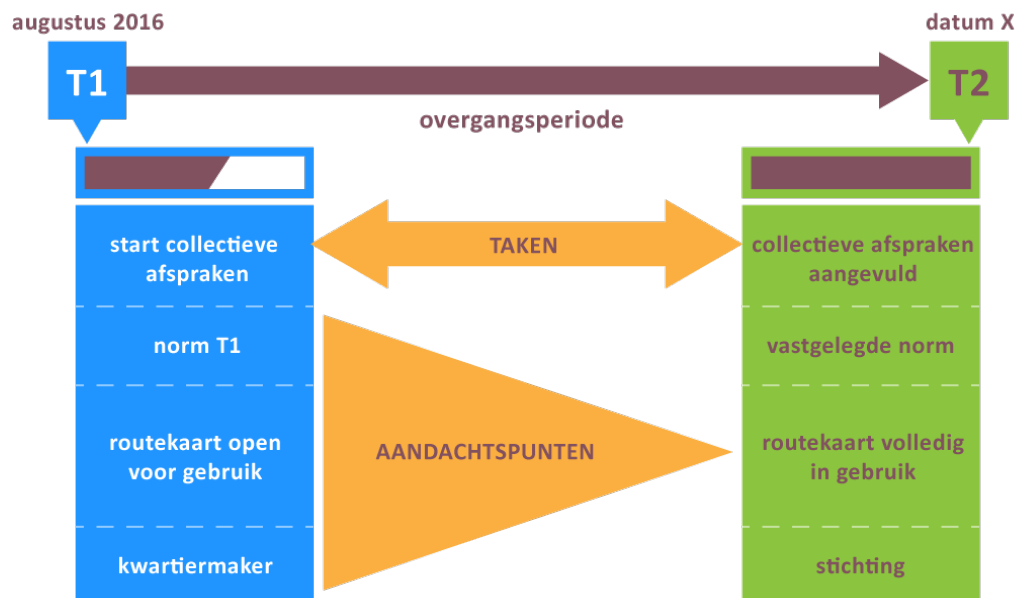 augustus 2016
datum X
T1
T2
overgangsperiode
start collectieve
afspraken
TAKEN
collectieve afspraken
aangevuld
norm T1
vastgelegde norm
routekaart open
voor gebruik
AANDACHTSPUNTEN
routekaart volledig
in gebruik
kwartiermaker
stichting